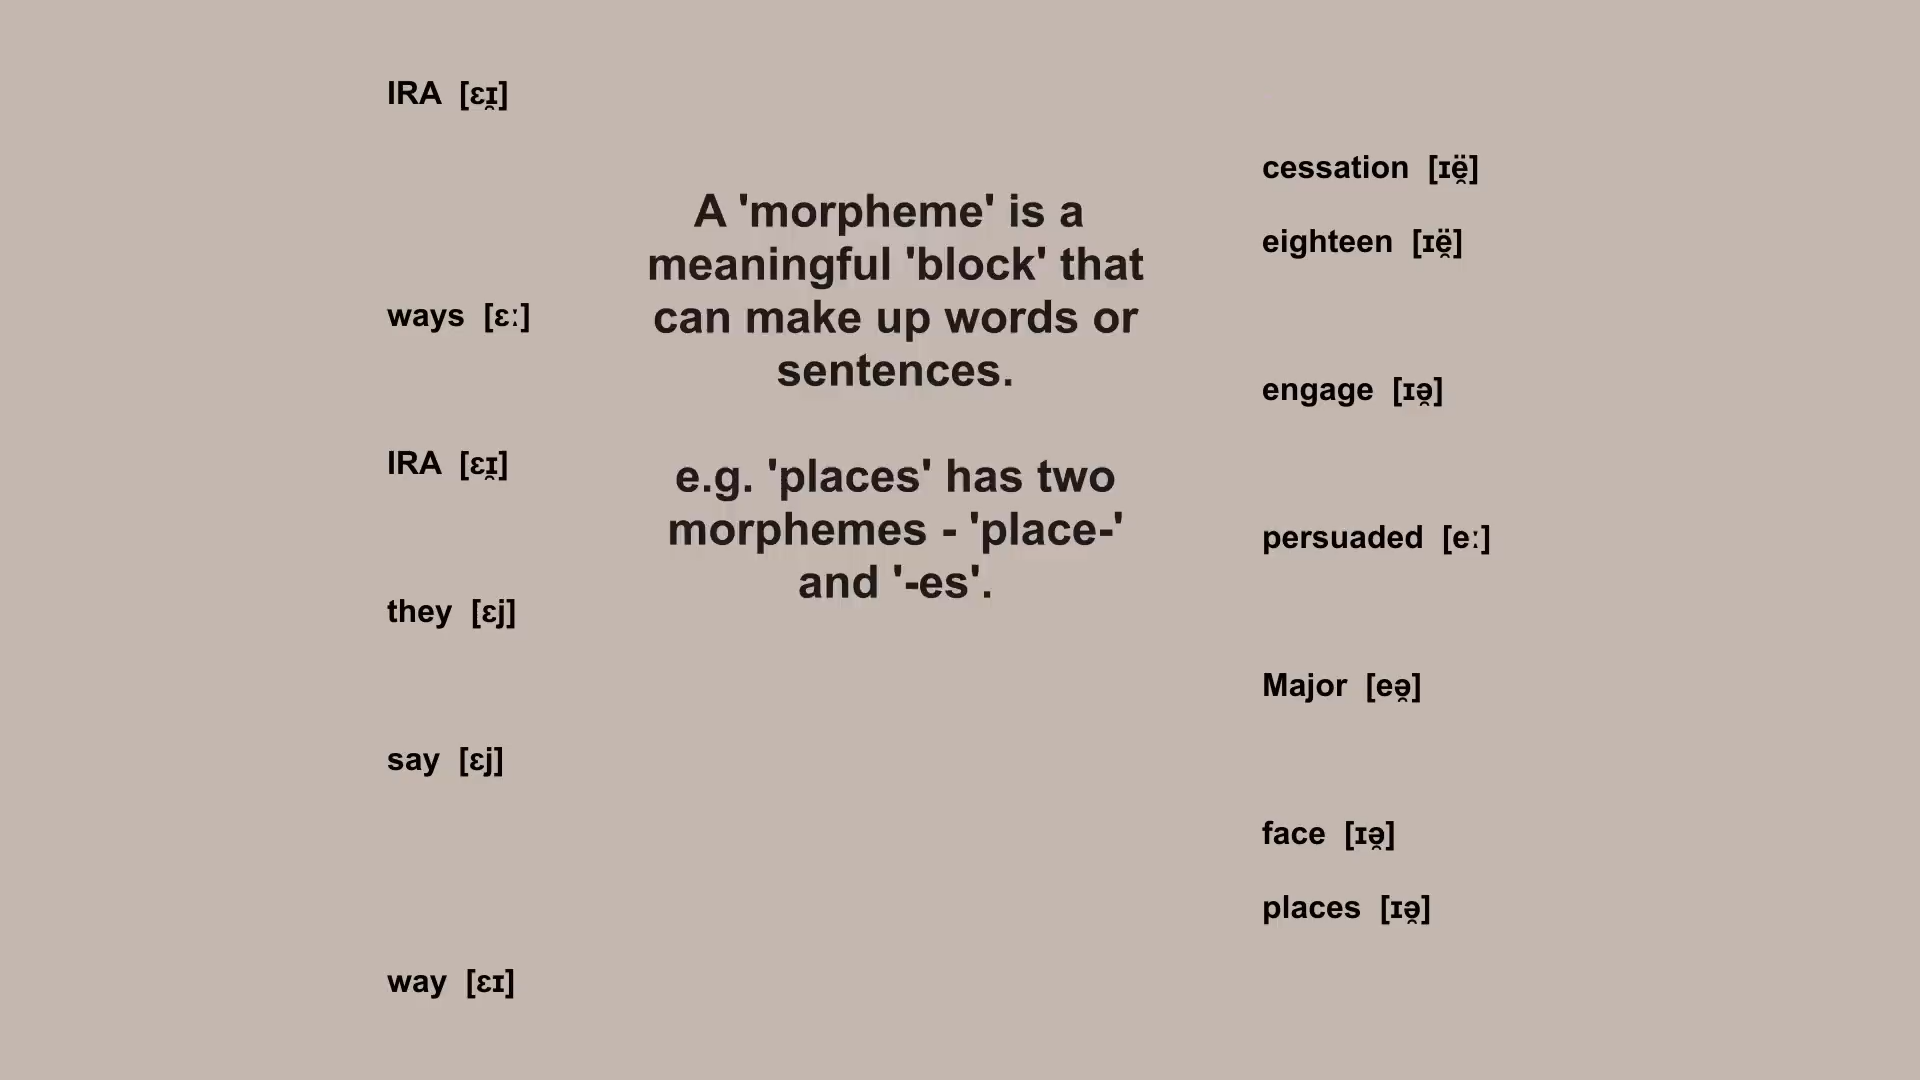 IRA [ɛɪ̯]
ways [ɛː]
IRA [ɛɪ̯]
they [ɛj]
say [ɛj]
way [ɛɪ]
A 'morpheme' is a
meaningful 'block' that
can make up words or
sentences.
e.g. 'places' has two
morphemes - 'place-'
and '-es'.
cessation [ɪë̯]
eighteen [ɪë̯]
engage [ɪə̯]
persuaded [eː]
Major [eə̯]
face [ɪə̯]
places [ɪə̯]